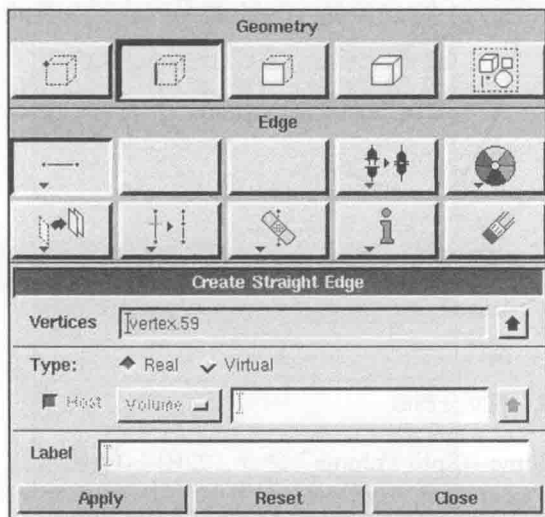 Geometry
Edge
Create Straight Edge
Vertices vertex.59
Type: Real Virtual
Host Volume
Label
Apply Reset Close